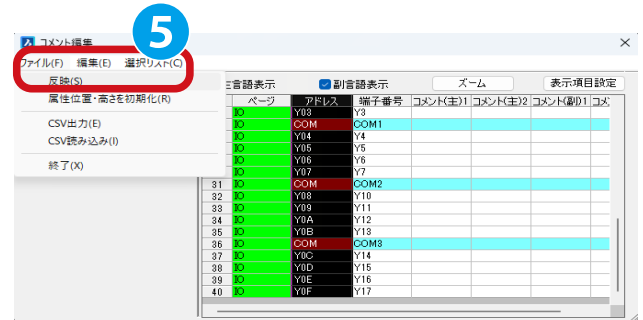 5
コメント編集
ファイル(F) 編集(E) 選択リスト(C)
反映(S)
属性位置・高さを初期化(R)
CSV出力(E)
CSV読み込み(I)
終了(X)
言語表示 副言語表示 ズーム 表示項目設定
ページ アドレス 端子番号 コメント(主)1 コメント(主)2 コメント(副)1 コメ
IO Y03 Y3
IO COM COM1
IO Y04 Y4
IO Y05 Y5
IO Y06 Y6
IO Y07 Y7
31 IO COM COM2
32 IO Y08 Y10
33 IO Y09 Y11
34 IO Y0A Y12
35 IO Y0B Y13
36 IO COM COM3
37 IO Y0C Y14
38 IO Y0D Y15
39 IO Y0E Y16
40 IO Y0F Y17